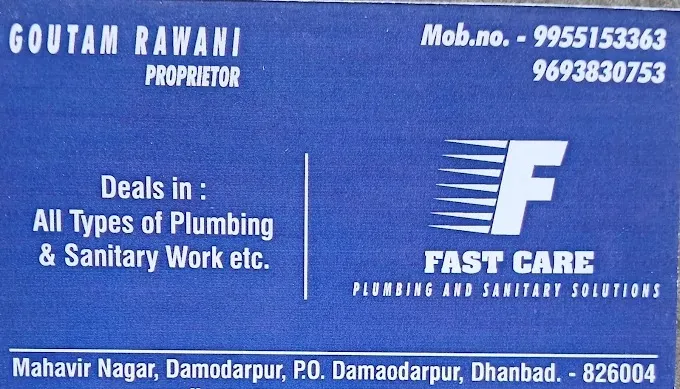 GOUTAM RAWANI
PROPRIETOR
Mob.no. - 9955153363
9693830753
Deals in :
All Types of Plumbing
& Sanitary Work etc.
F
FAST CARE
PLUMBING AND SANITARY SOLUTIONS
Mahavir Nagar, Damodarpur, P.O. Damaodarpur, Dhanbad. - 826004